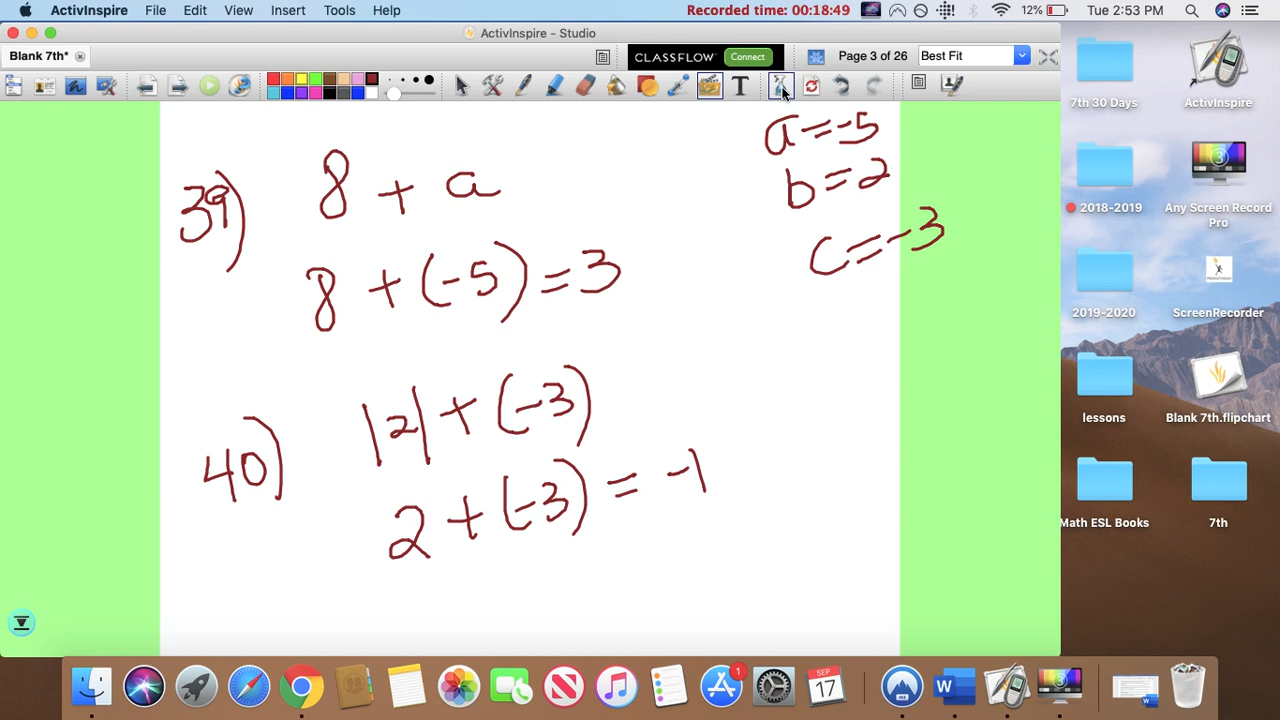 ActivInspire File Edit View Insert Tools Help Recorded time: 00:18:49 12% Tue 2:53 PM
ActivInspire - Studio
Blank 7th* CLASSFLOW Connect Page 3 of 26 Best Fit
T
39) 8 + a
8 + (-5) = 3
40) |2| + (-3)
2 + (-3) = -1
a = -5
b = 2
c = -3
7th 30 Days
ActivInspire
2018-2019
Any Screen Record Pro
2019-2020
ScreenRecorder
lessons
Blank 7th.flipchart
Math ESL Books
7th
1
SEP
17
W
3